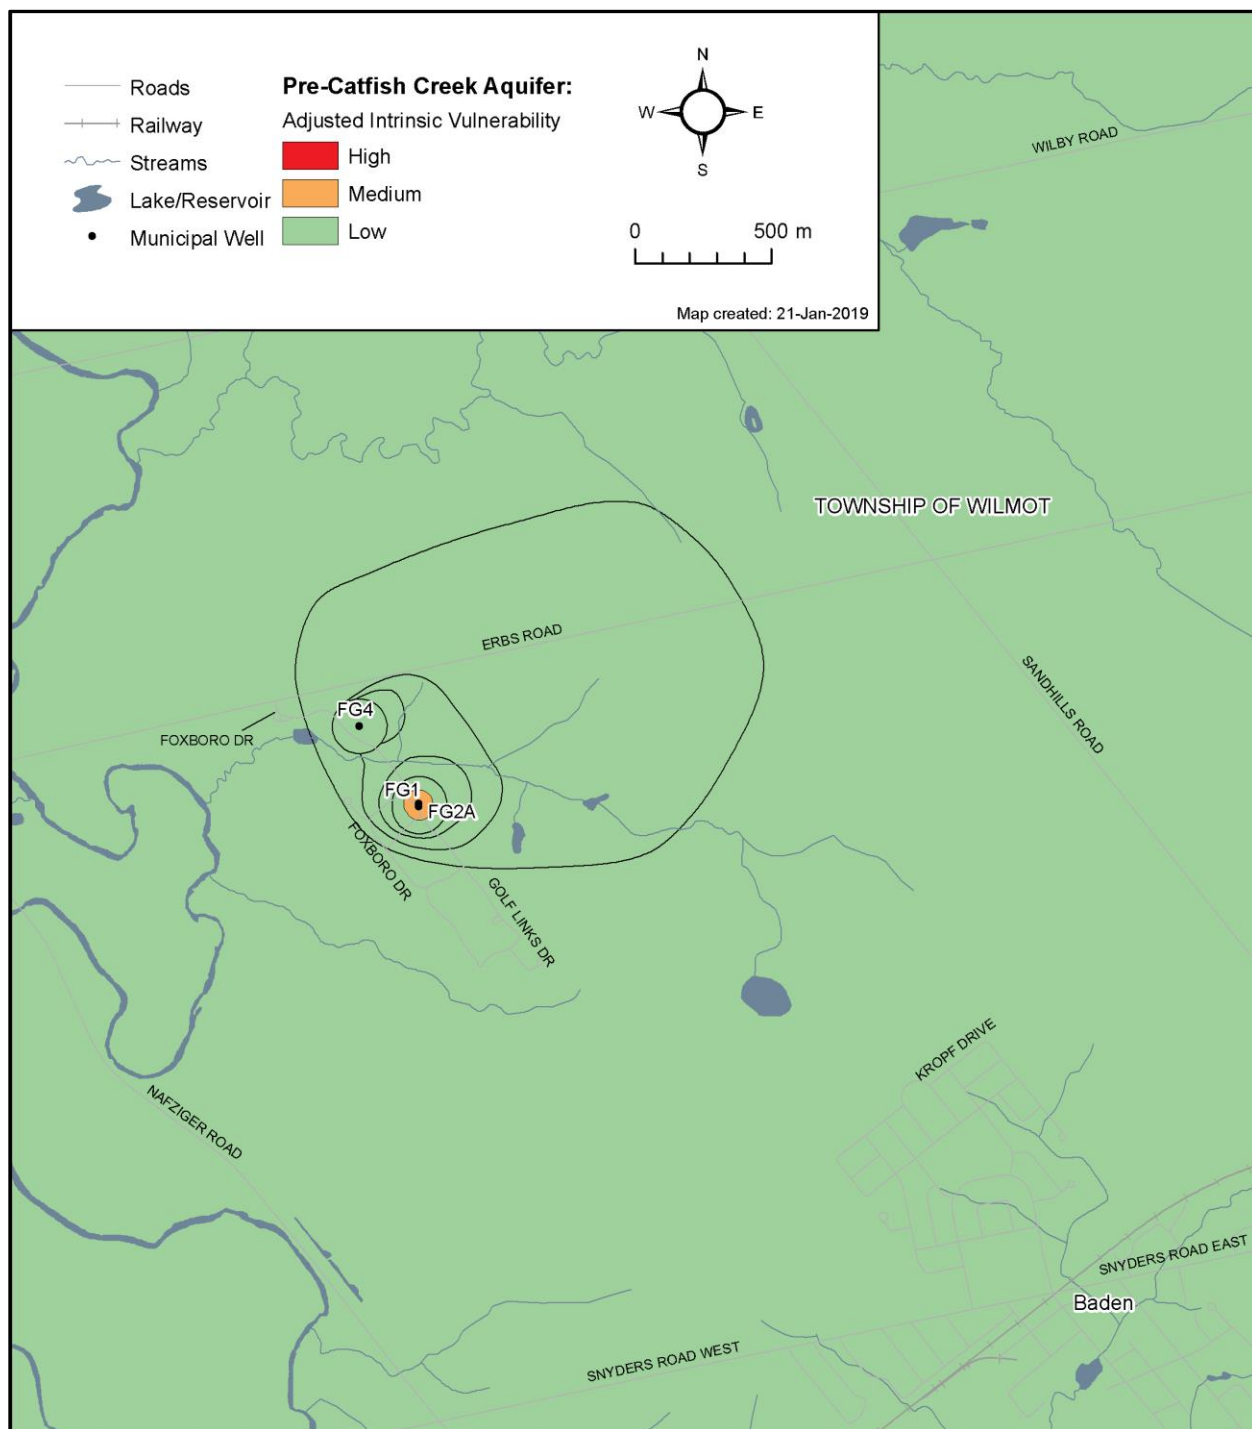 Roads
Railway
Streams
Lake/Reservoir
Municipal Well
Pre-Catfish Creek Aquifer:
Adjusted Intrinsic Vulnerability
High
Medium
Low
N
W
E
S
0
500 m
Map created: 21-Jan-2019
WILBY ROAD
TOWNSHIP OF WILMOT
ERBS ROAD
SANDHILLS ROAD
FG4
FOXBORO DR
FG1
FG2A
FOXBORO DR
GOLF LINKS DR
KROPF DRIVE
NAFZIGER ROAD
SNYDERS ROAD EAST
Baden
SNYDERS ROAD WEST